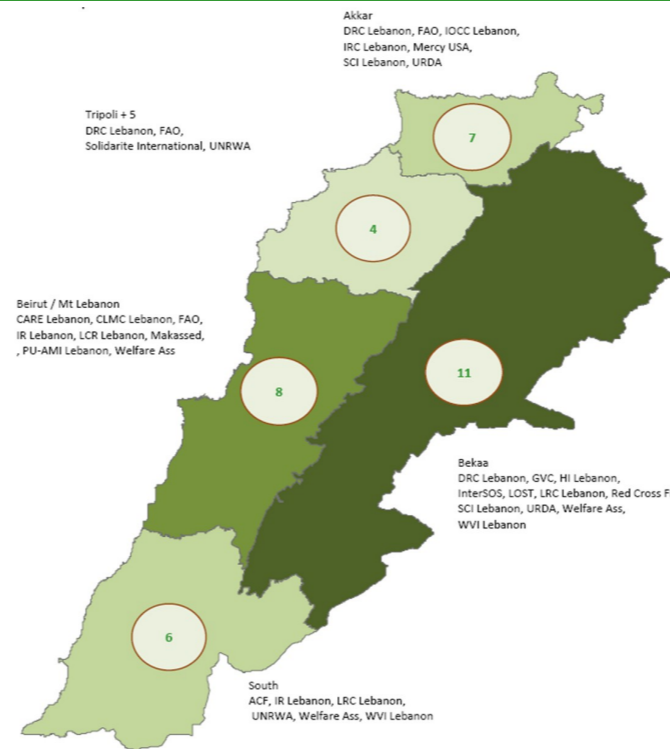 Akkar
DRC Lebanon, FAO, IOCC Lebanon,
IRC Lebanon, Mercy USA,
SCI Lebanon, URDA
7
Tripoli + 5
DRC Lebanon, FAO,
Solidarite International, UNRWA
4
Beirut / Mt Lebanon
CARE Lebanon, CLMC Lebanon, FAO,
IR Lebanon, LCR Lebanon, Makassed,
, PU-AMI Lebanon, Welfare Ass
8
11
Bekaa
DRC Lebanon, GVC, HI Lebanon,
InterSOS, LOST, LRC Lebanon, Red Cross
SCI Lebanon, URDA, Welfare Ass,
WVI Lebanon
6
South
ACF, IR Lebanon, LRC Lebanon,
UNRWA, Welfare Ass, WVI Lebanon